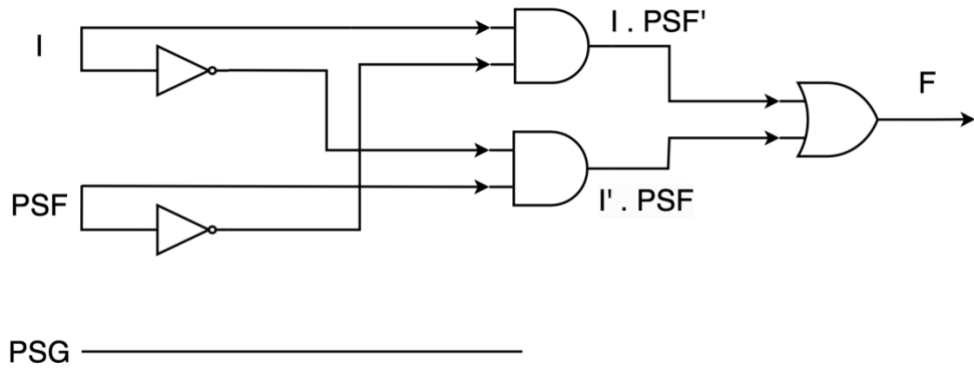 I
I . PSF'
F
PSF
I' . PSF
PSG